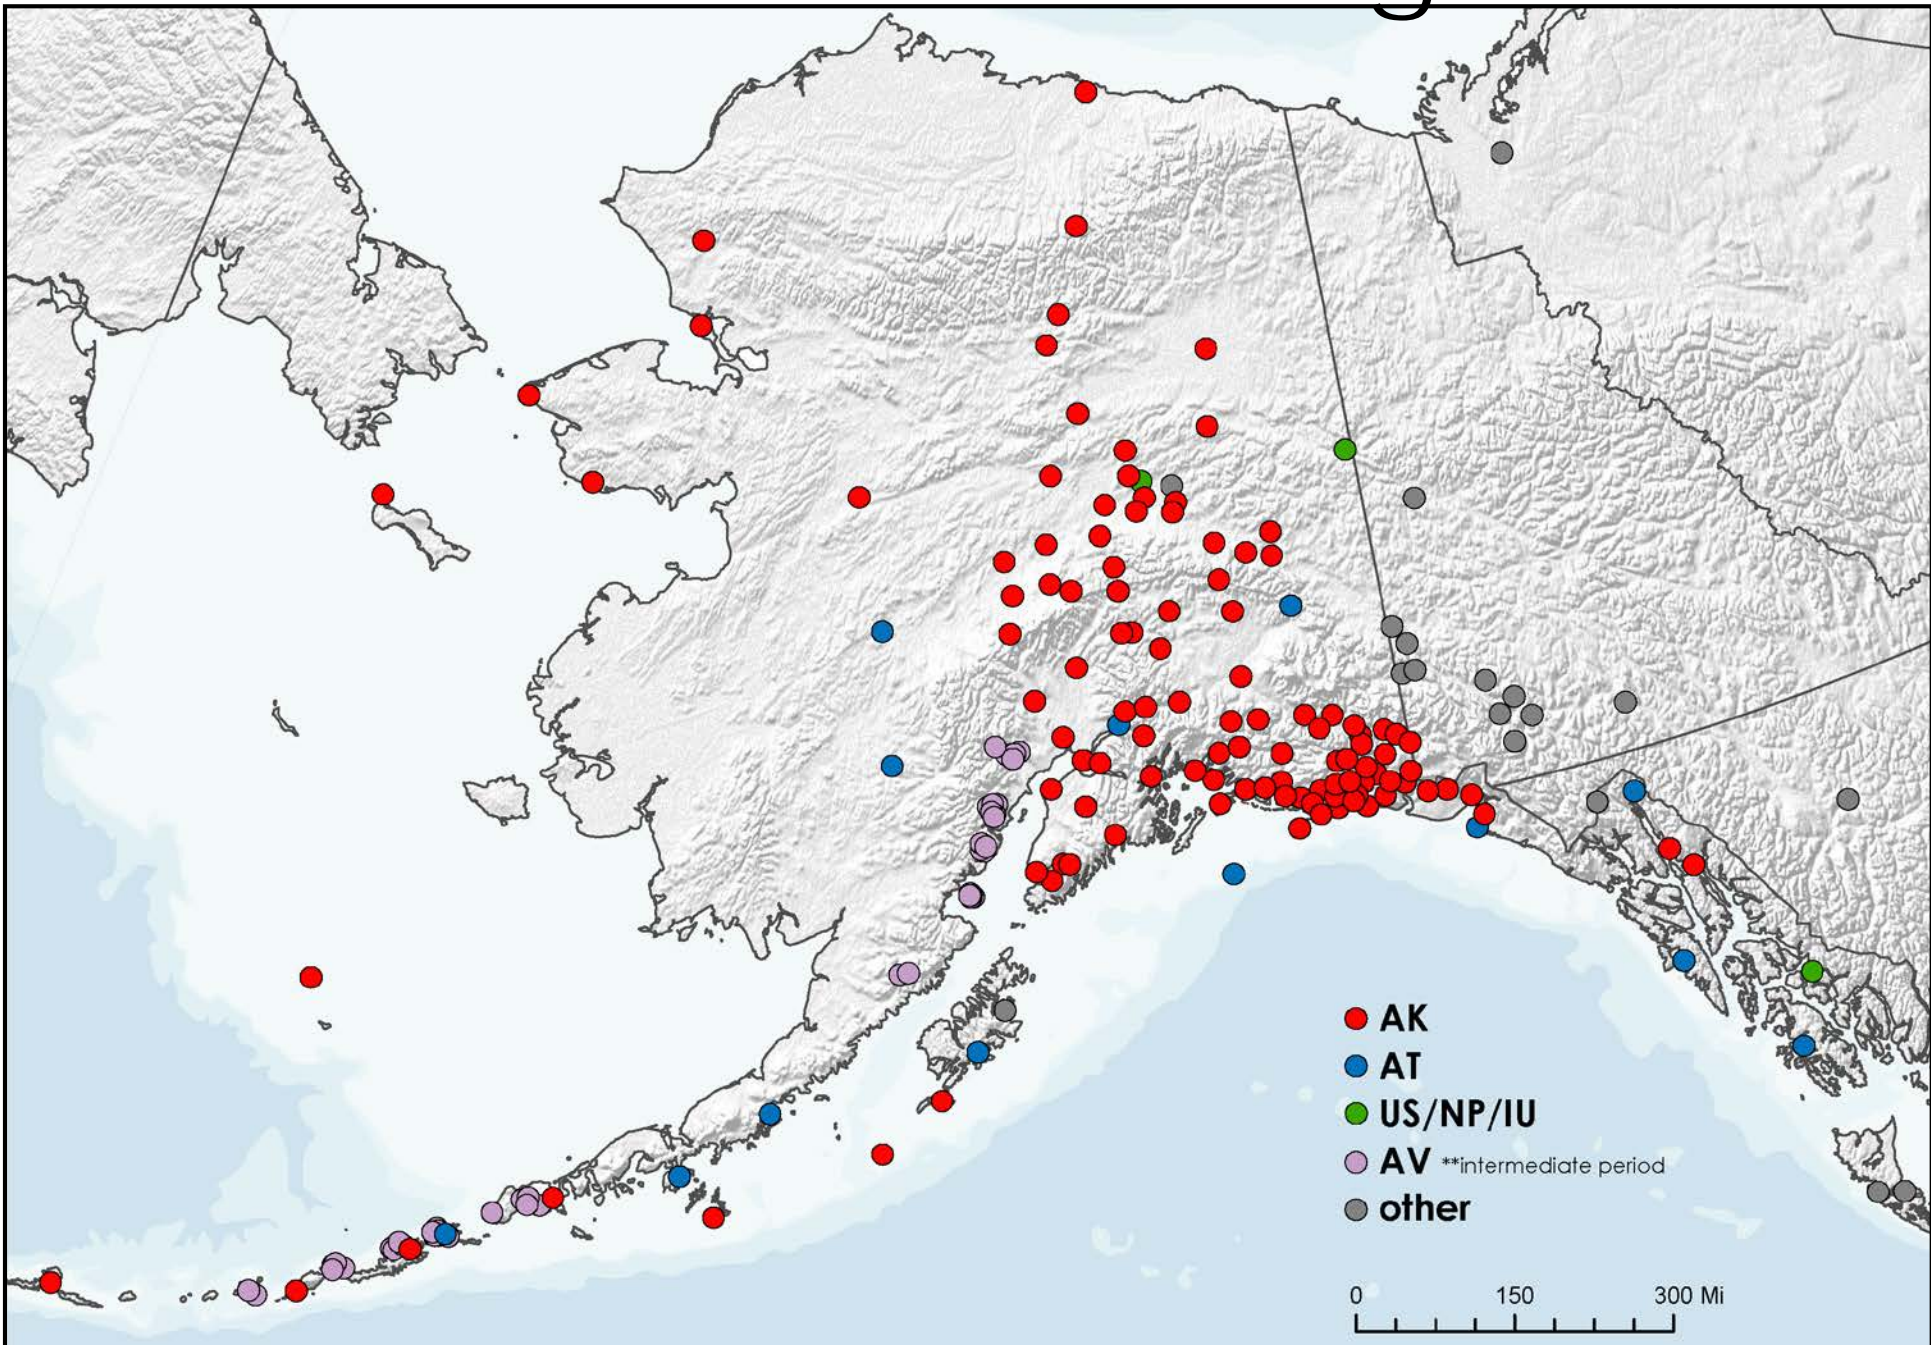 g
AK
AT
US/NP/IU
AV **intermediate period
other
0 150 300 Mi